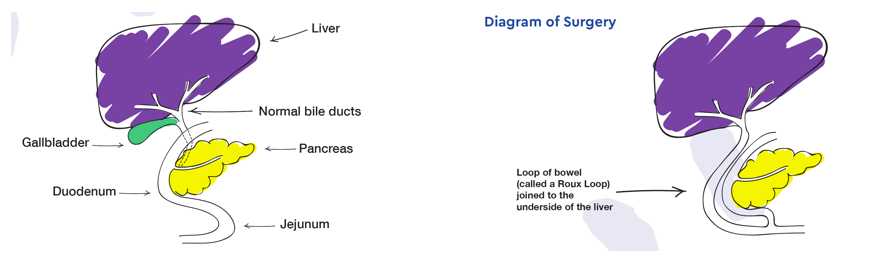 Liver
Normal bile ducts
Gallbladder
Pancreas
Duodenum
Jejunum
Diagram of Surgery
Loop of bowel
(called a Roux Loop)
joined to the
underside of the liver